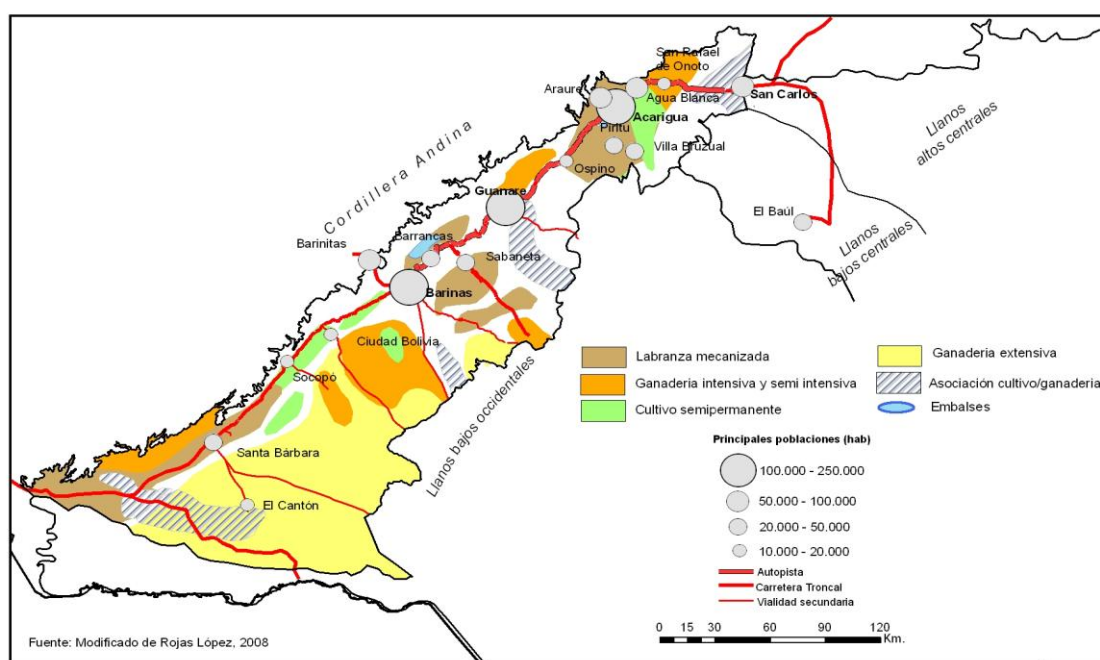 San Rafael
de Onoto
Araure
Agua Blanca
San Carlos
Acarigua
Píritu
Villa Bruzual
Ospino
Llanos
altos centrales
Cordillera Andina
Guanare
El Baúl
Llanos
bajos centrales
Barinitas
Barrancas
Sabaneta
Barinas
Ciudad Bolivia
Socopó
Llanos bajos occidentales
Santa Bárbara
El Cantón
Labranza mecanizada
Ganaderia intensiva y semi intensiva
Cultivo semipermanente
Ganaderia extensiva
Asociación cultivo/ganaderia
Embalses
Principales poblaciones (hab)
100.000 - 250.000
50.000 - 100.000
20.000 - 50.000
10.000 - 20.000
Autopista
Carretera Troncal
Vialidad secundaria
0 15 30 60 90 120
Km.
Fuente: Modificado de Rojas López, 2008